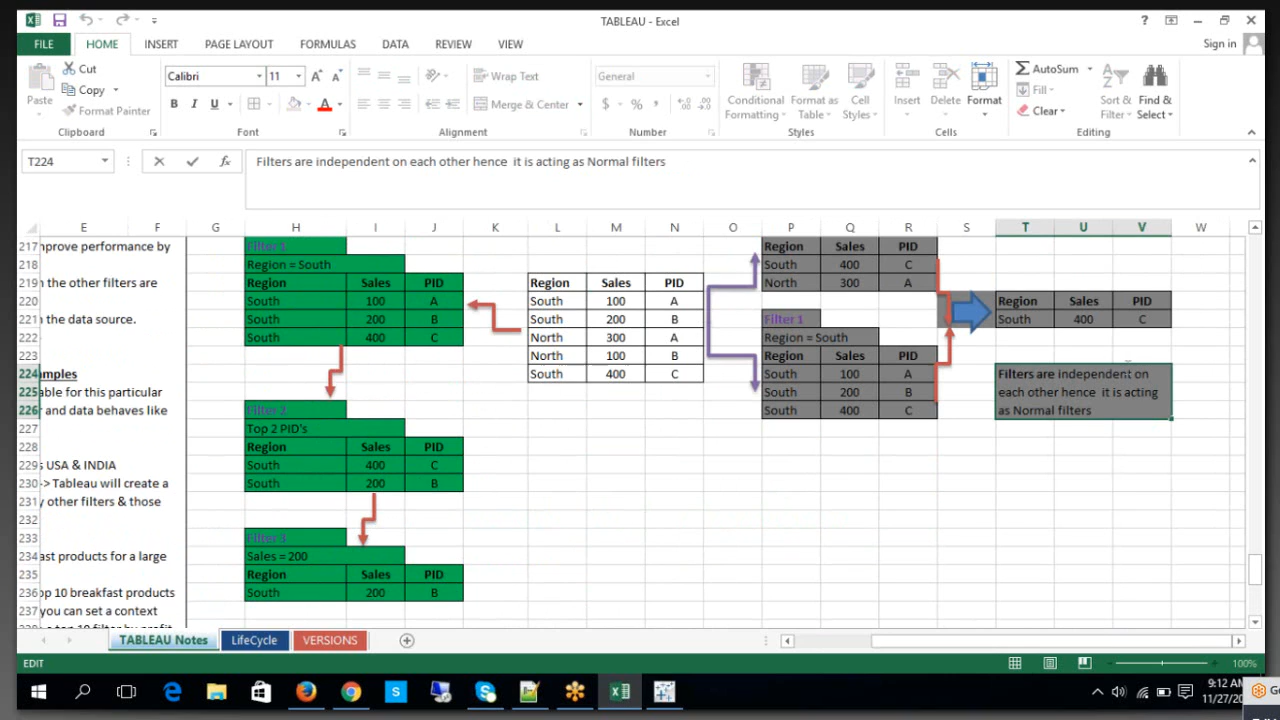 TABLEAU - Excel
?
FILE HOME INSERT PAGE LAYOUT FORMULAS DATA REVIEW VIEW Sign in
Paste Cut Copy Format Painter
Calibri 11 B I U A
Wrap Text Merge & Center
General $ % ,
Conditional Formatting Format as Table Cell Styles
Insert Delete Format
AutoSum Fill Clear Sort & Filter Find & Select
Clipboard Font Alignment Number Styles Cells Editing
T224 fx Filters are independent on each other hence it is acting as Normal filters
E F G H I J K L M N O P Q R S T U V W
217 nprove performance by Filter 1 Region Sales PID
218 Region = South South 400 C
219 n the other filters are Region Sales PID Region Sales PID North 300 A
220 South 100 A South 100 A Region Sales PID
221 n the data source. South 200 B South 200 B Filter 1 South 400 C
222 South 400 C North 300 A Region = South
223 North 100 B Region Sales PID
224 amples South 400 C South 100 A Filters are independent on
225 able for this particular South 200 B each other hence it is acting
226 r and data behaves like Filter 2 South 400 C as Normal filters
227 Top 2 PID's
228 Region Sales PID
229 s USA & INDIA South 400 C
230 -> Tableau will create a South 200 B
231 y other filters & those
232
233 Filter 3
234 ast products for a large Sales = 200
235 Region Sales PID
236 op 10 breakfast products South 200 B
237 you can set a context
TABLEAU Notes LifeCycle VERSIONS
EDIT 100%
9:12 AM
11/27/20